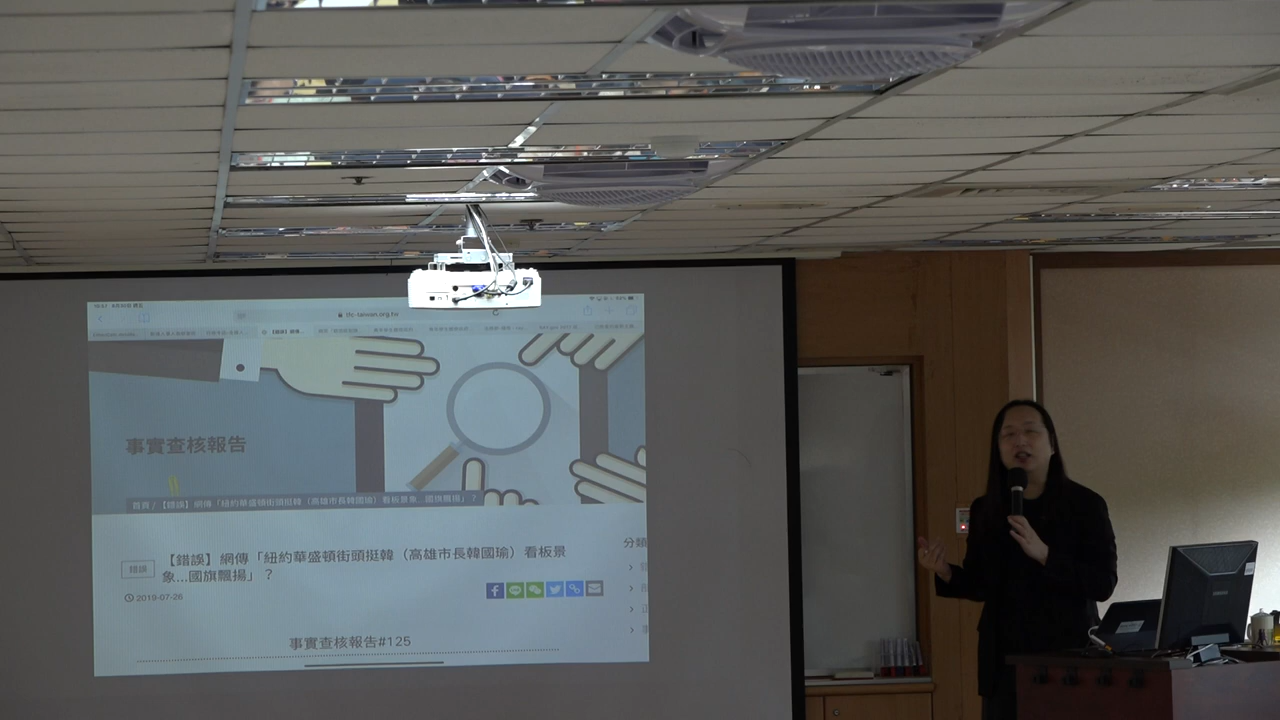 tfc-taiwan.org.tw
事實查核報告
首頁 / 【錯誤】網傳「紐約華盛頓街頭挺韓（高雄市長韓國瑜）看板景象...國旗飄揚」？
分類
錯誤
【錯誤】網傳「紐約華盛頓街頭挺韓（高雄市長韓國瑜）看板景
象...國旗飄揚」？
2019-07-26
事實查核報告#125